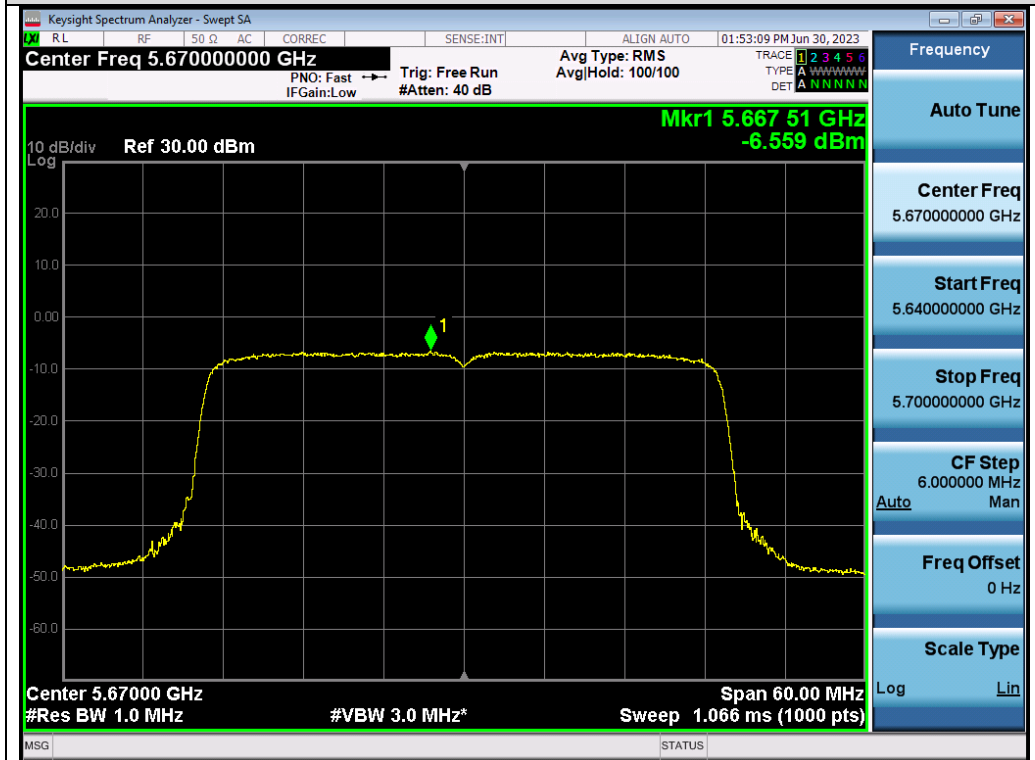 Keysight Spectrum Analyzer - Swept SA
LXI RL RF 50 Ω AC CORREC SENSE:INT ALIGN AUTO 01:53:09 PM Jun 30, 2023
Center Freq 5.670000000 GHz
PNO: Fast
IFGain:Low
Trig: Free Run
#Atten: 40 dB
Avg Type: RMS
Avg|Hold: 100/100
TRACE 1 2 3 4 5 6
TYPE A WWWWW
DET A N N N N N
Mkr1 5.667 51 GHz
-6.559 dBm
10 dB/div Ref 30.00 dBm
Log
20.0
10.0
0.00
1
-10.0
-20.0
-30.0
-40.0
-50.0
-60.0
Center 5.67000 GHz Span 60.00 MHz
#Res BW 1.0 MHz #VBW 3.0 MHz* Sweep 1.066 ms (1000 pts)
MSG STATUS
Frequency
Auto Tune
Center Freq
5.670000000 GHz
Start Freq
5.640000000 GHz
Stop Freq
5.700000000 GHz
CF Step
6.000000 MHz
Auto Man
Freq Offset
0 Hz
Scale Type
Log Lin